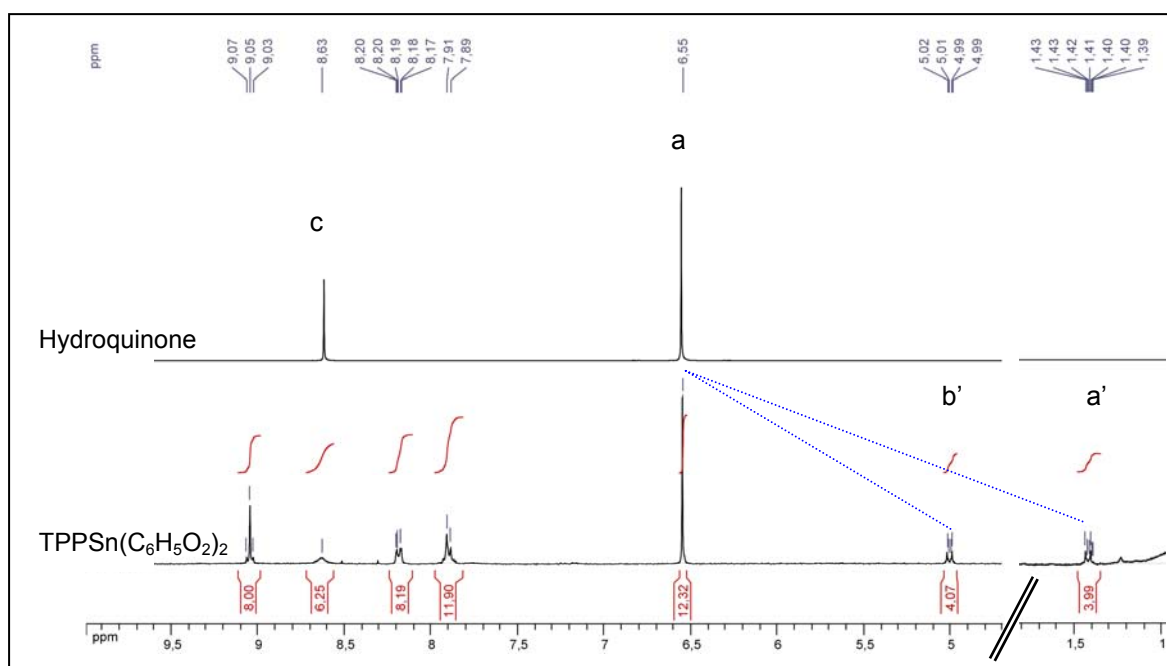 ppm
9,07
9,05
9,03
8,63
8,20
8,20
8,19
8,18
8,17
7,91
7,89
6,55
5,02
5,01
4,99
4,99
1,43
1,43
1,42
1,41
1,40
1,40
1,39
a
c
Hydroquinone
b’ a’
TPPSn(C₆H₅O₂)₂
8,00 6,25 8,19 11,90 12,32 4,07 3,99
ppm 9,5 9 8,5 8 7,5 7 6,5 6 5,5 5 1,5 1